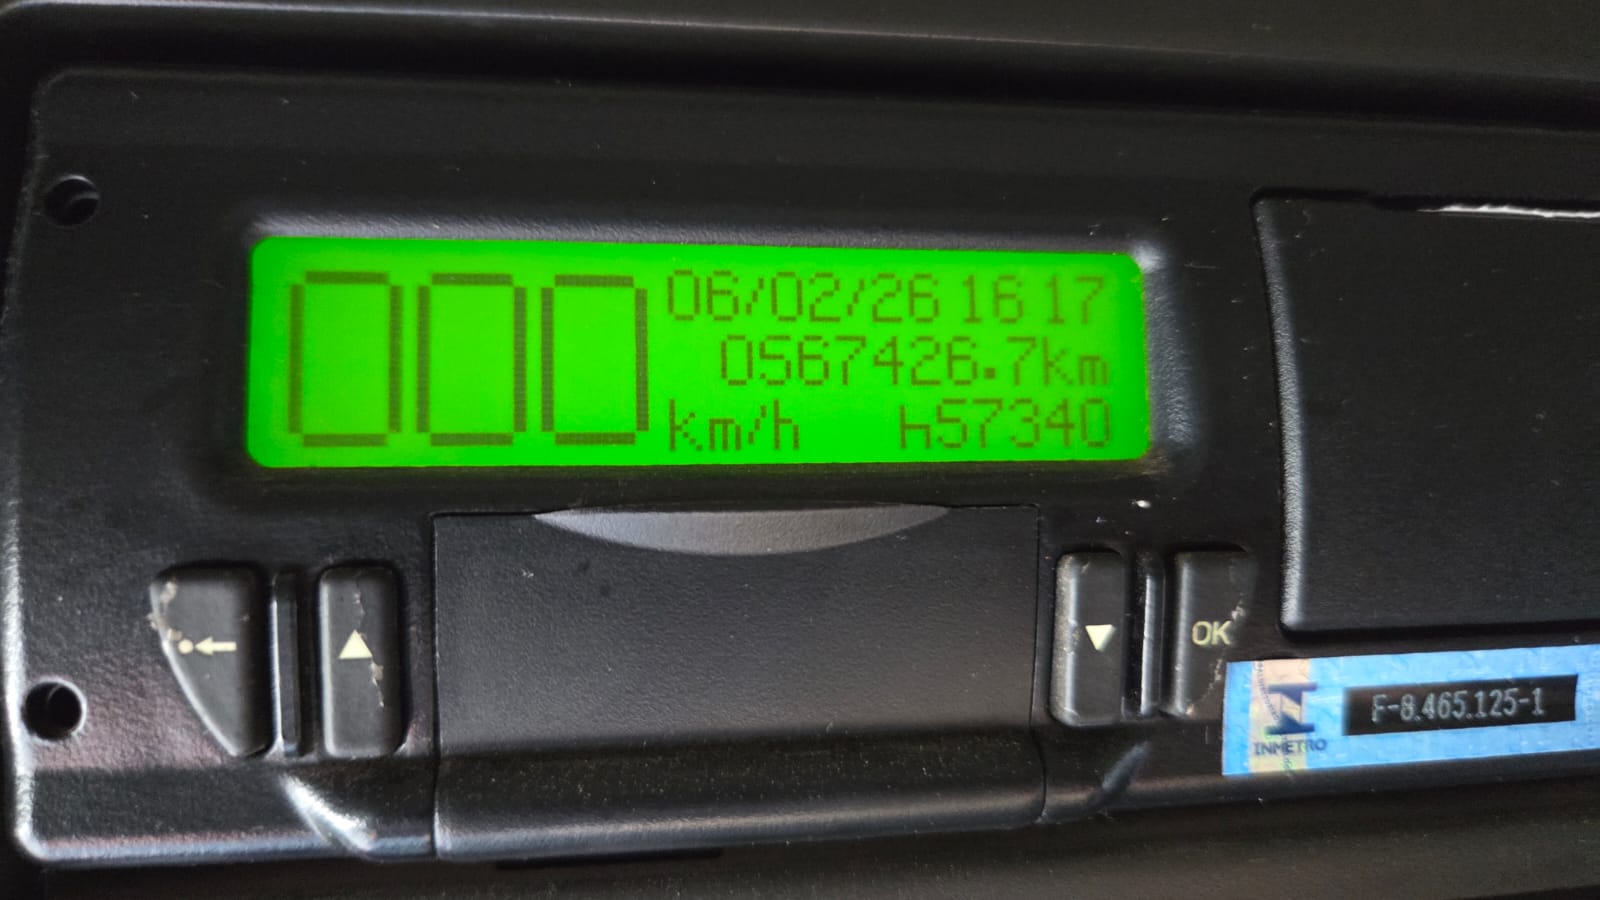 000
06/02/26 16 17
0567426.7km
km/h h57340
OK
INMETRO
F-8.465.125-1